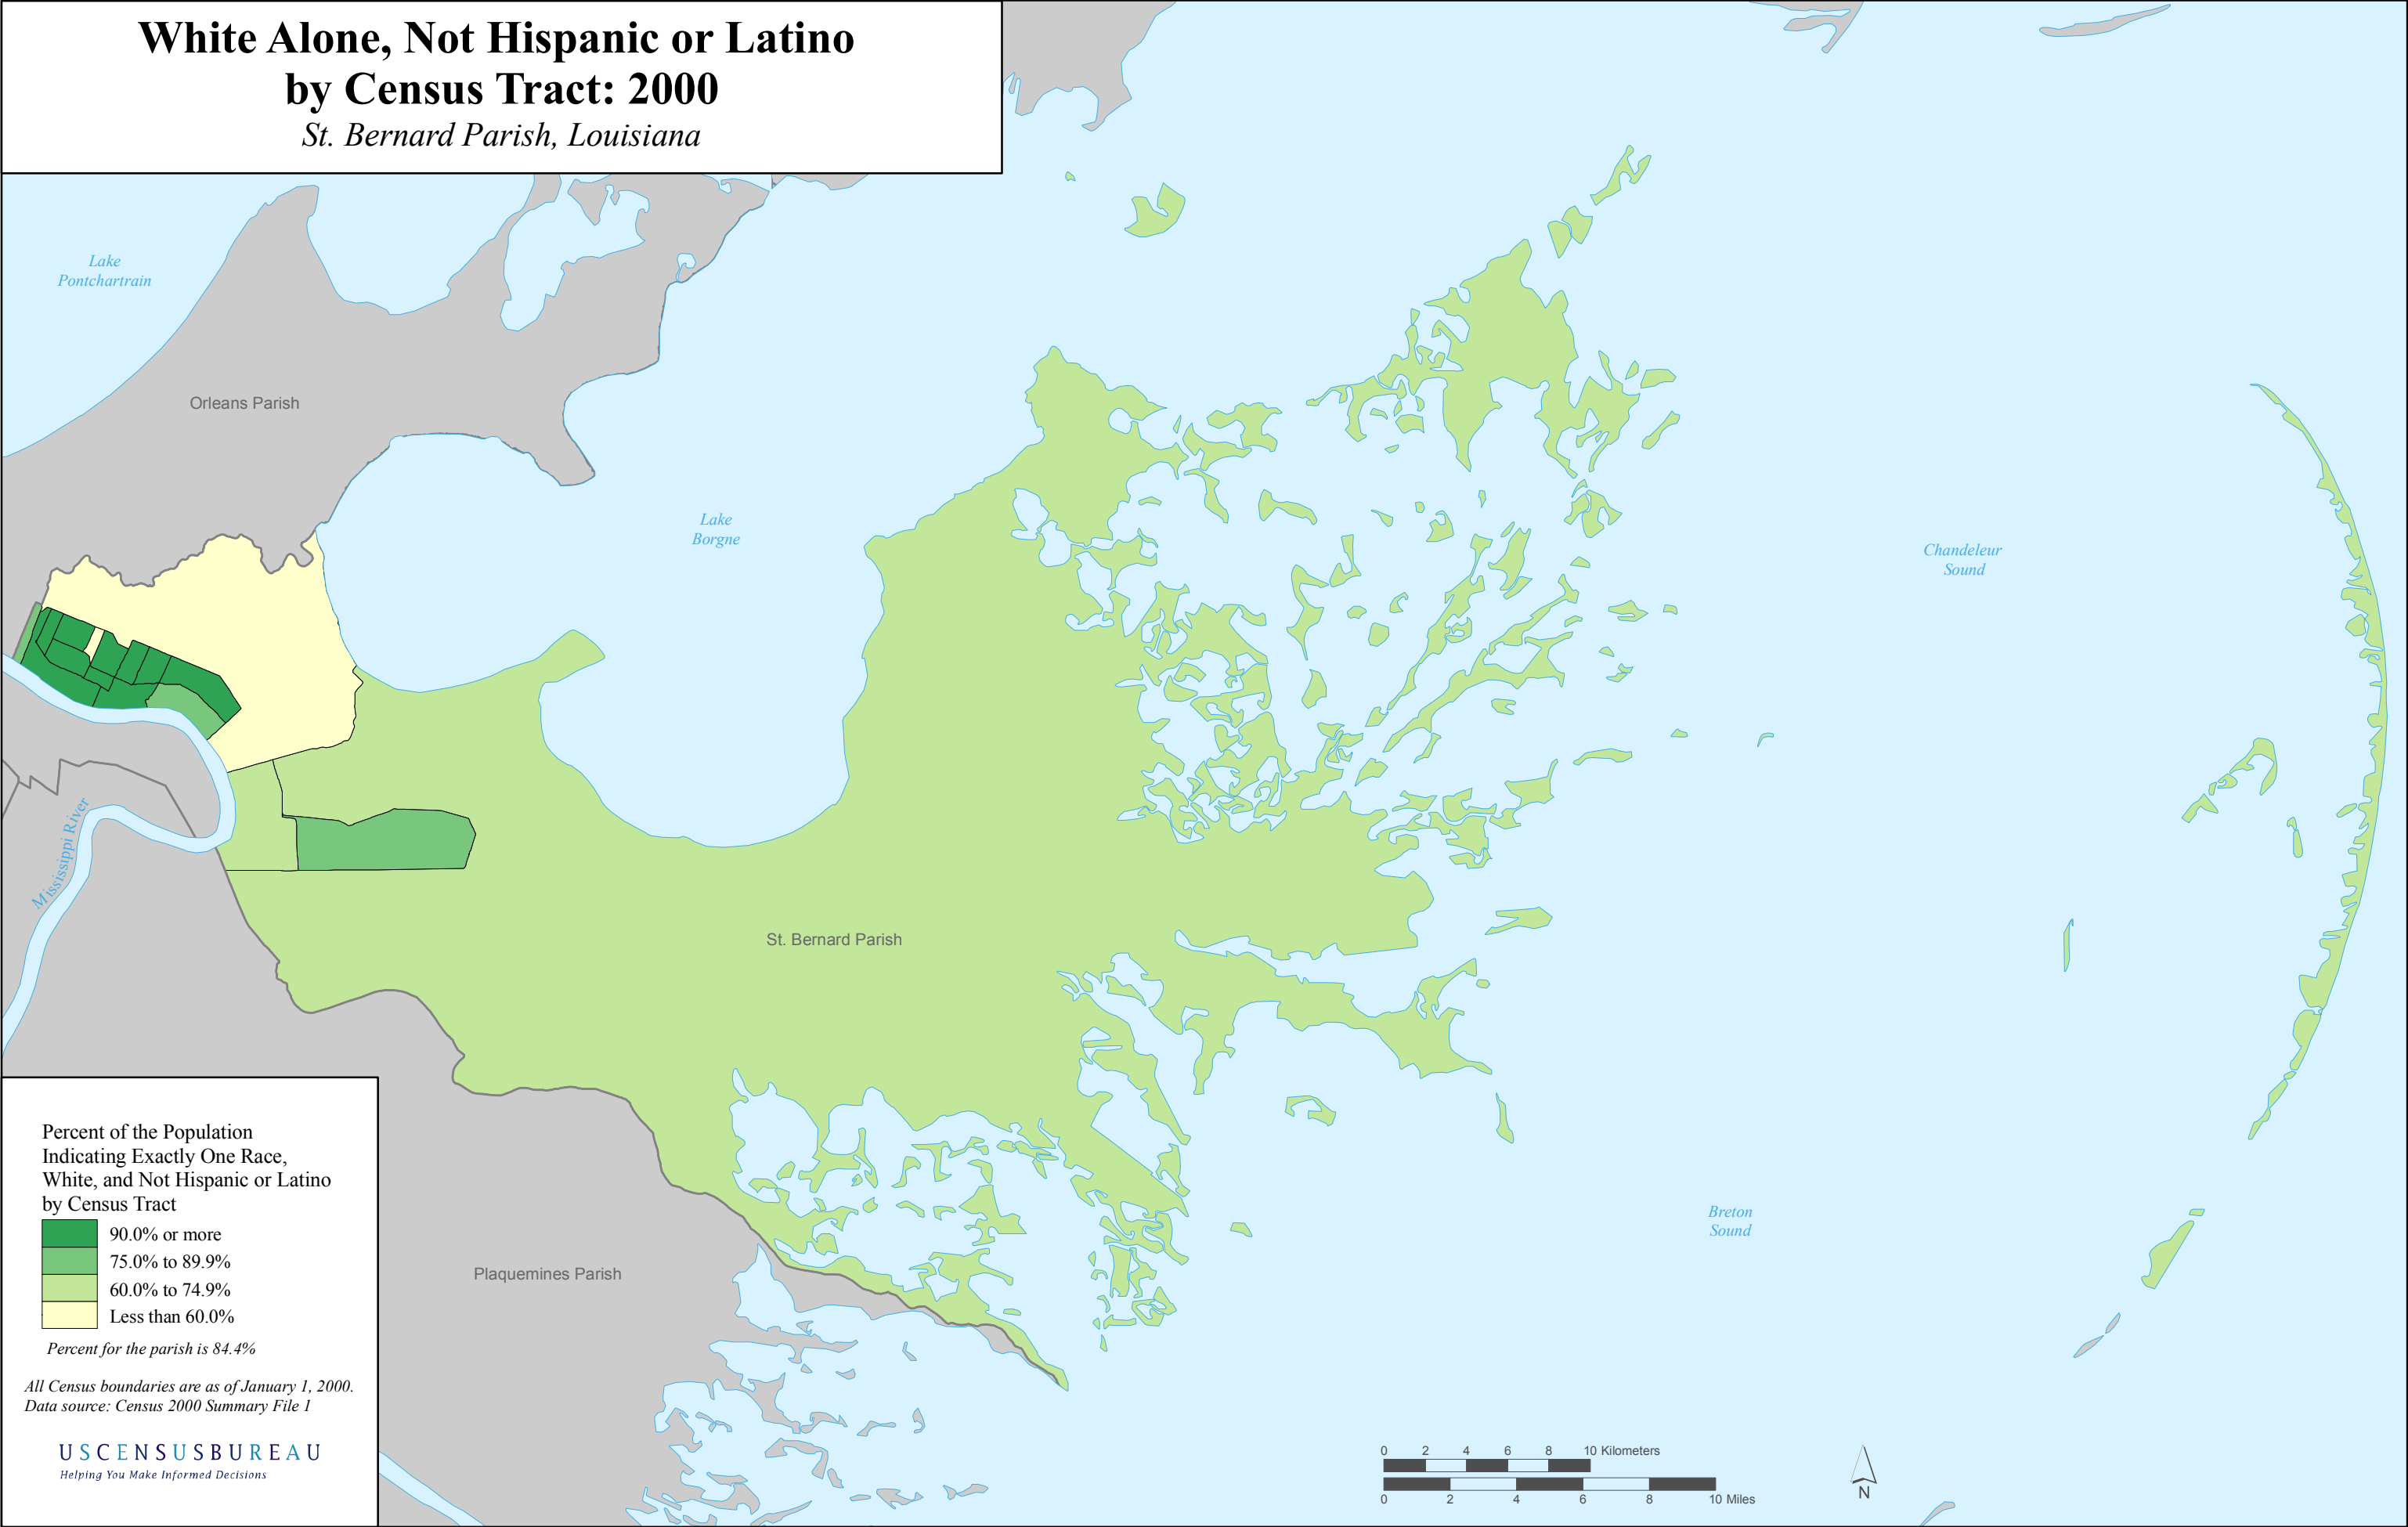 White Alone, Not Hispanic or Latino
by Census Tract: 2000
St. Bernard Parish, Louisiana
Lake
Pontchartrain
Orleans Parish
Lake
Borgne
Chandeleur
Sound
Mississippi River
St. Bernard Parish
Breton
Sound
Plaquemines Parish
Percent of the Population
Indicating Exactly One Race,
White, and Not Hispanic or Latino
by Census Tract
90.0% or more
75.0% to 89.9%
60.0% to 74.9%
Less than 60.0%
Percent for the parish is 84.4%
All Census boundaries are as of January 1, 2000.
Data source: Census 2000 Summary File 1
USCENSUSBUREAU
Helping You Make Informed Decisions
0 2 4 6 8 10 Kilometers
0 2 4 6 8 10 Miles
N